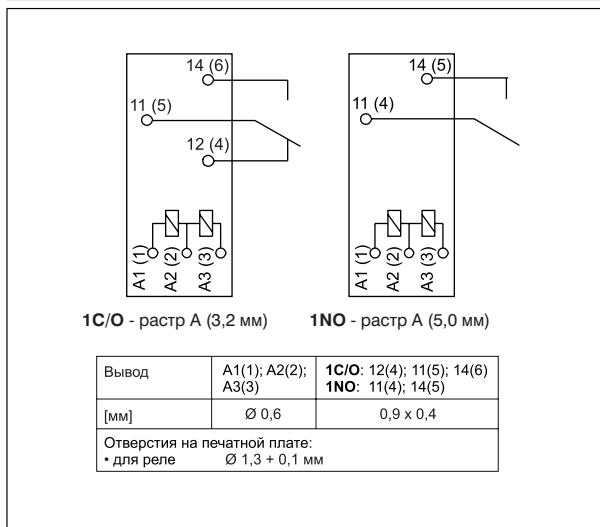 14 (6)
11 (5)
12 (4)
A1 (1)
A2 (2)
A3 (3)
14 (5)
11 (4)
A1 (1)
A2 (2)
A3 (3)
1C/O - растр А (3,2 мм)
1NO - растр А (5,0 мм)
Вывод
A1(1); A2(2);
A3(3)
1C/O: 12(4); 11(5); 14(6)
1NO: 11(4); 14(5)
[мм]
Ø 0,6
0,9 x 0,4
Отверстия на печатной плате:
• для реле Ø 1,3 + 0,1 мм